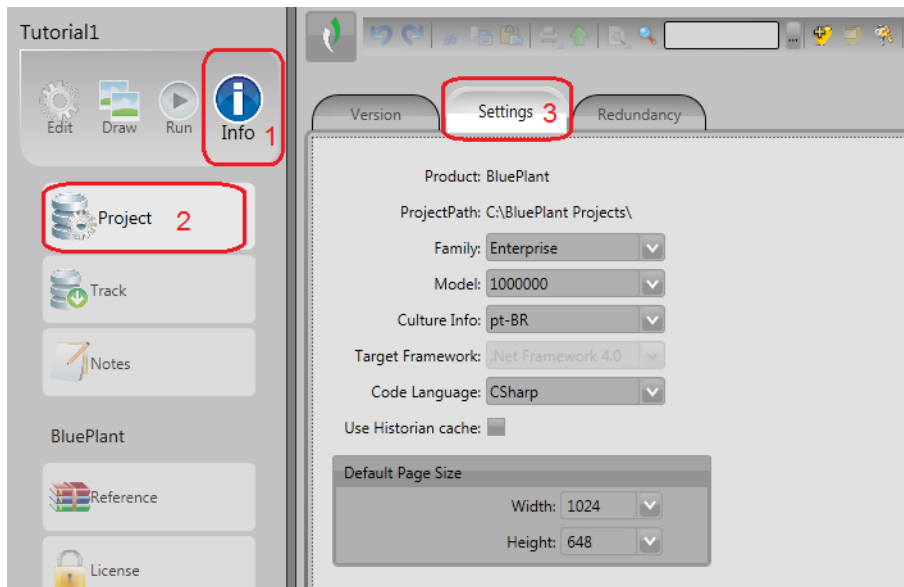 Tutorial1
Edit
Draw
Run
Info 1
Project 2
Track
Notes
BluePlant
Reference
License
...
Version
Settings 3
Redundancy
Product: BluePlant
ProjectPath: C:\BluePlant Projects\
Family: Enterprise
Model: 1000000
Culture Info: pt-BR
Target Framework: .Net Framework 4.0
Code Language: CSharp
Use Historian cache:
Default Page Size
Width: 1024
Height: 648